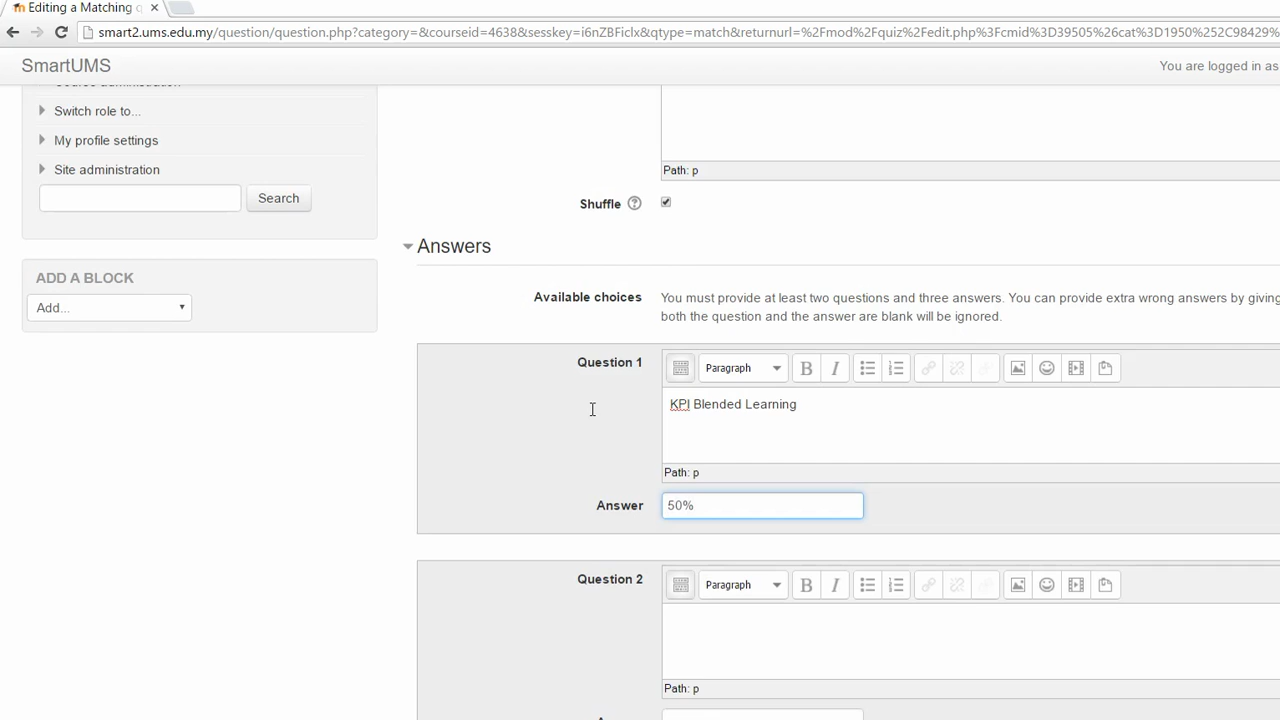 Editing a Matching q
smart2.ums.edu.my/question/question.php?category=&courseid=4638&sesskey=i6nZBFiclx&qtype=match&returnurl=%2Fmod%2Fquiz%2Fedit.php%3Fcmid%3D39505%26cat%3D1950%252C98429%
SmartUMS
You are logged in as
Course administration
Switch role to...
My profile settings
Site administration
Search
ADD A BLOCK
Add...
Path: p
Shuffle
Answers
Available choices
You must provide at least two questions and three answers. You can provide extra wrong answers by giving
both the question and the answer are blank will be ignored.
Question 1
Paragraph
B I
KPI Blended Learning
Path: p
Answer
50%
Question 2
Paragraph
B I
Path: p